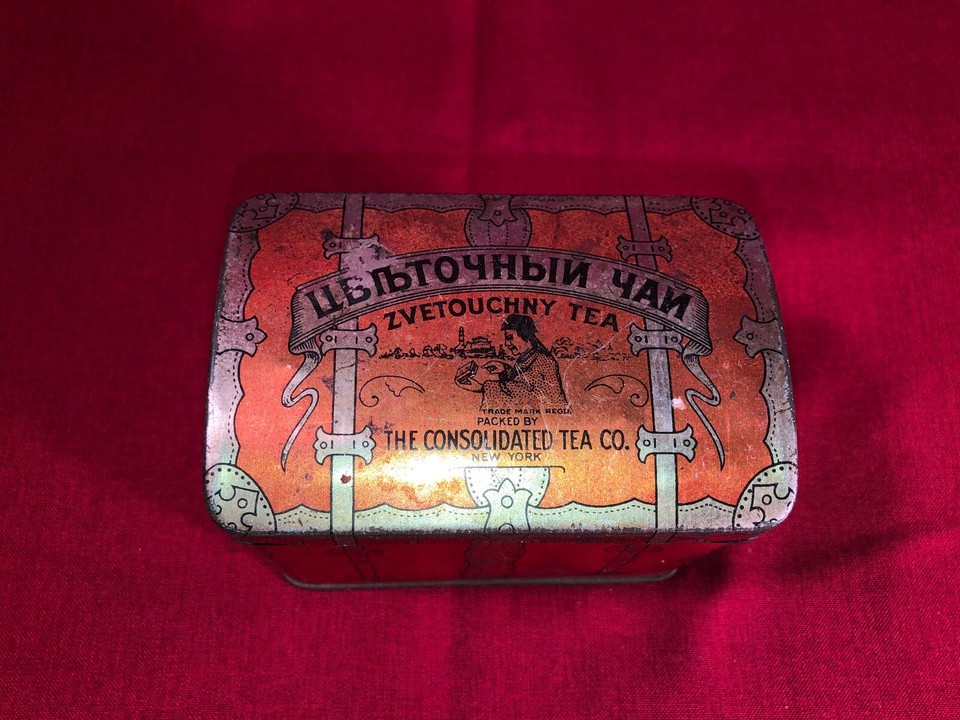 ЦВѢТОЧНЫЙ ЧАЙ
ZVETOUCHNY TEA
TRADE MARK REGD.
PACKED BY
THE CONSOLIDATED TEA CO.
NEW YORK